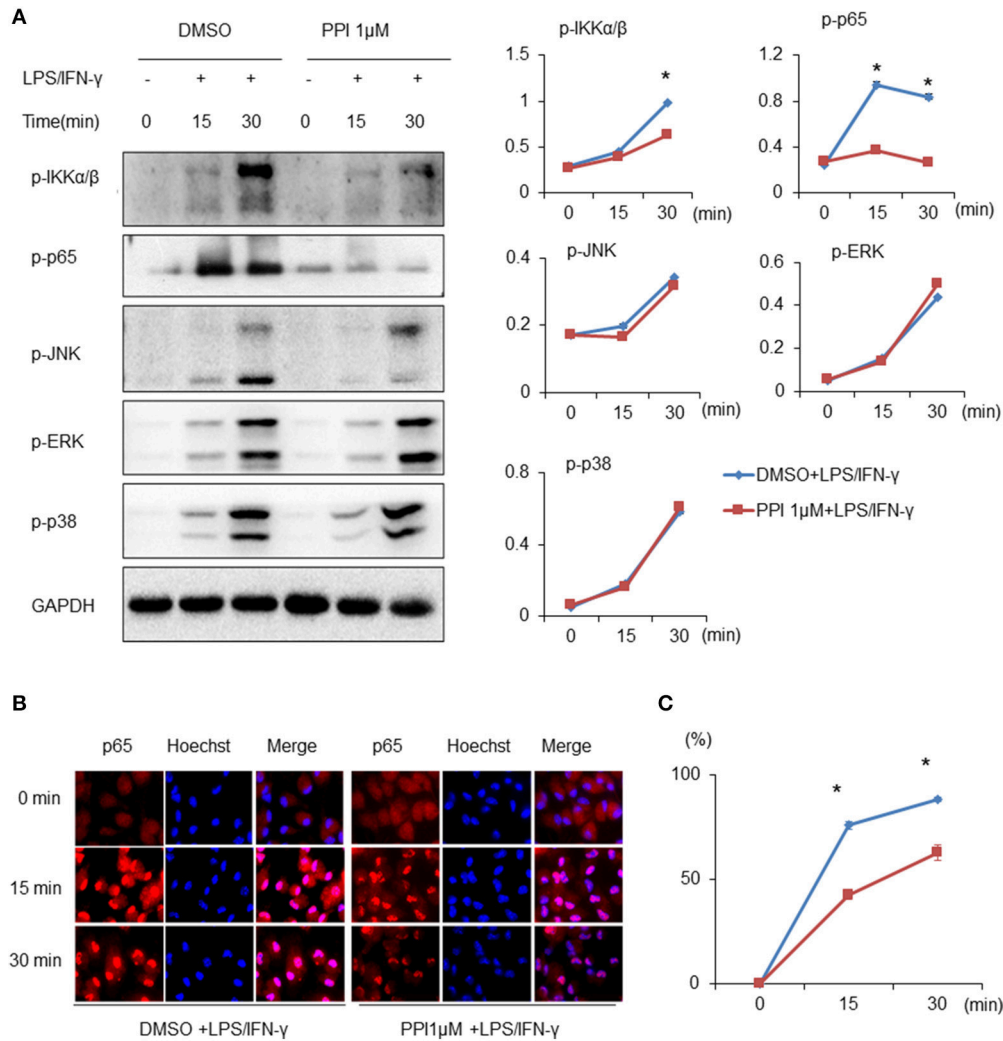 A
DMSO PPI 1µM
LPS/IFN-γ - + + - + +
Time(min) 0 15 30 0 15 30
p-IKKα/β
p-p65
p-JNK
p-ERK
p-p38
GAPDH
p-IKKα/β
1.5
1
0.5
0
0 15 30 (min)
*
p-p65
1.2
0.8
0.4
0
0 15 30 (min)
* *
p-JNK
0.4
0.2
0
0 15 30 (min)
p-ERK
0.6
0.4
0.2
0
0 15 30 (min)
p-p38
0.8
0.4
0
0 15 30 (min)
DMSO+LPS/IFN-γ
PPI 1µM+LPS/IFN-γ
B
p65 Hoechst Merge p65 Hoechst Merge
0 min
15 min
30 min
DMSO +LPS/IFN-γ PPI1µM +LPS/IFN-γ
C
(%)
100
50
0
0 15 30 (min)
* *